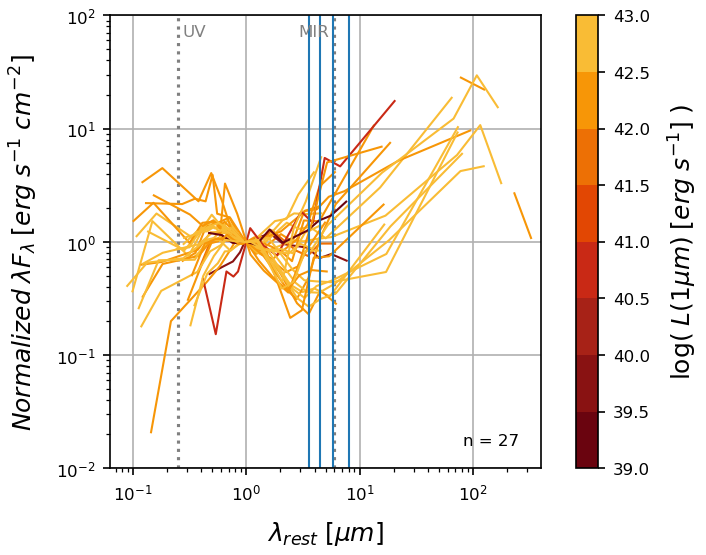 Normalized λF_λ [erg s⁻¹ cm⁻²]
10²
10¹
10⁰
10⁻¹
10⁻²
UV
MIR
n = 27
10⁻¹ 10⁰ 10¹ 10²
λ_rest [μm]
43.0
42.5
42.0
41.5
41.0
40.5
40.0
39.5
39.0
log( L(1μm) [erg s⁻¹] )